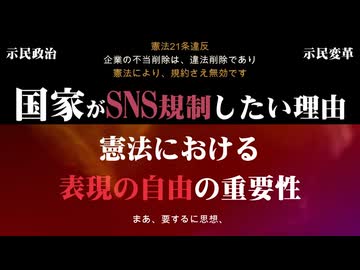 示民政治
憲法21条違反
示民変革
企業の不当削除は、違法削除であり
憲法により、規約さえ無効です
国家がSNS規制したい理由
憲法における
表現の自由の重要性
まあ、要するに思想、